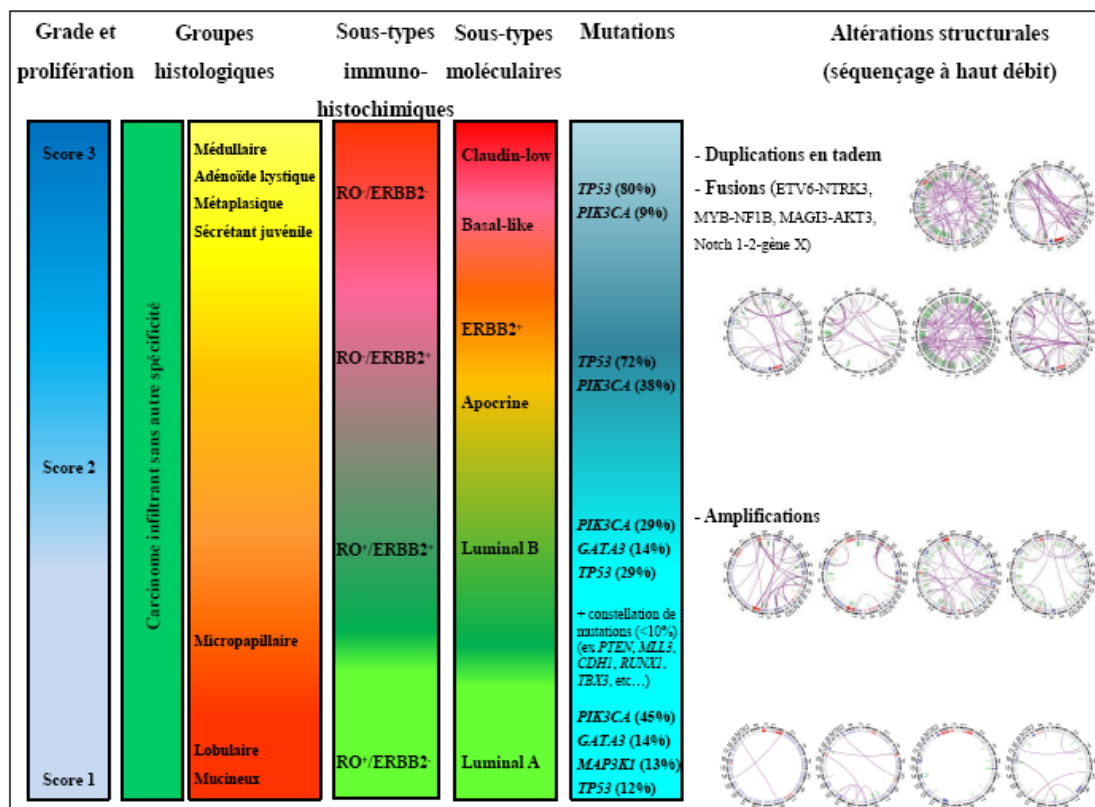 Grade et
prolifération
Groupes
histologiques
Sous-types
immuno-
histochimiques
Sous-types
moléculaires
Mutations
Altérations structurales
(séquençage à haut débit)
Score 3
Score 2
Score 1
Carcinome infiltrant sans autre spécificité
Médullaire
Adénoïde kystique
Métaplasique
Sécrétant juvénile
Micropapillaire
Lobulaire
Mucineux
RO⁻/ERBB2⁻
RO⁻/ERBB2⁺
RO⁺/ERBB2⁺
RO⁺/ERBB2⁻
Claudin-low
Basal-like
ERBB2⁺
Apocrine
Luminal B
Luminal A
TP53 (80%)
PIK3CA (9%)
TP53 (72%)
PIK3CA (38%)
PIK3CA (29%)
GATA3 (14%)
TP53 (29%)
+ constellation de
mutations (<10%)
(ex PTEN, MLL3,
CDH1, RUNX1,
TBX3, etc…)
PIK3CA (45%)
GATA3 (14%)
MAP3K1 (13%)
TP53 (12%)
- Duplications en tadem
- Fusions (ETV6-NTRK3,
MYB-NF1B, MAGI3-AKT3,
Notch 1-2-gène X)
- Amplifications